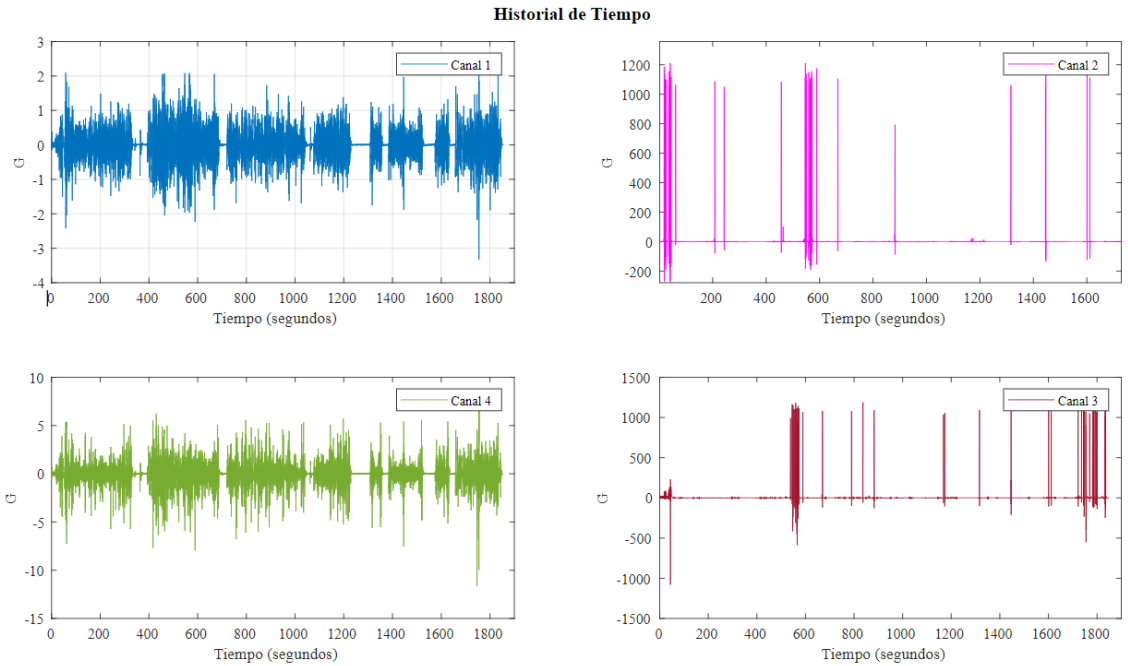 Historial de Tiempo
3
2
1
0
-1
-2
-3
-4
G
Canal 1
0 200 400 600 800 1000 1200 1400 1600 1800
Tiempo (segundos)
1200
1000
800
600
400
200
0
-200
G
Canal 2
200 400 600 800 1000 1200 1400 1600
Tiempo (segundos)
10
5
0
-5
-10
-15
G
Canal 4
0 200 400 600 800 1000 1200 1400 1600 1800
Tiempo (segundos)
1500
1000
500
0
-500
-1000
-1500
G
Canal 3
0 200 400 600 800 1000 1200 1400 1600 1800
Tiempo (segundos)